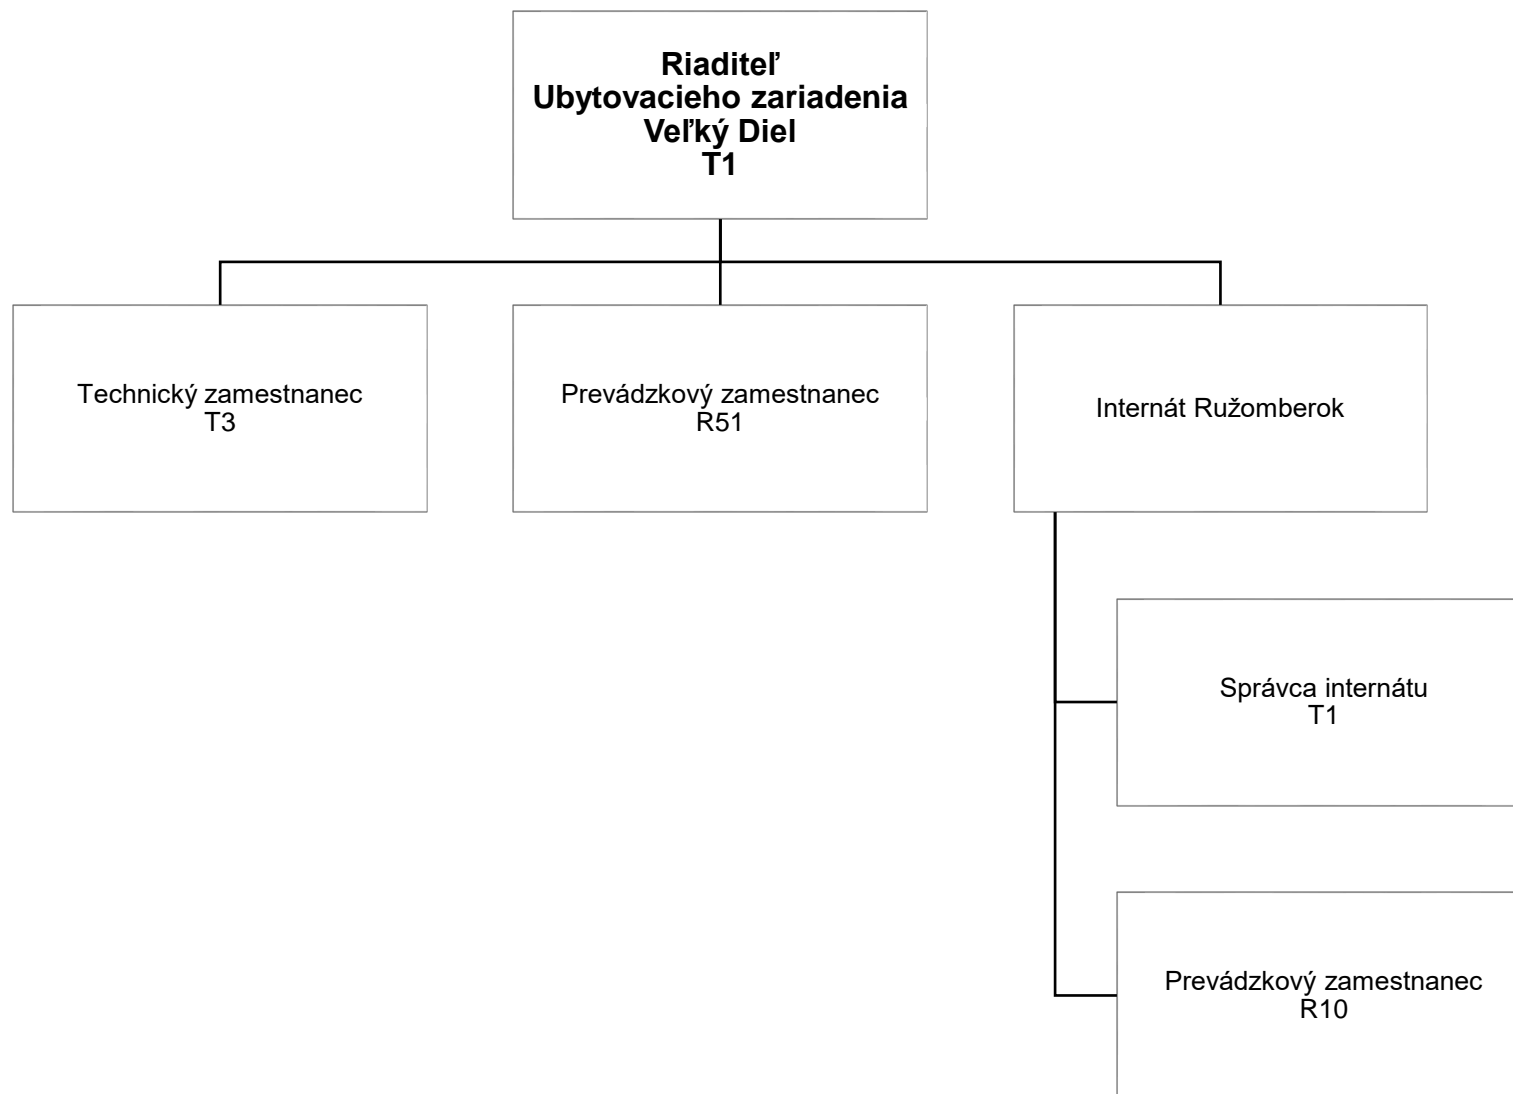 Riaditeľ
Ubytovacieho zariadenia
Veľký Diel
T1
Technický zamestnanec
T3
Prevádzkový zamestnanec
R51
Internát Ružomberok
Správca internátu
T1
Prevádzkový zamestnanec
R10